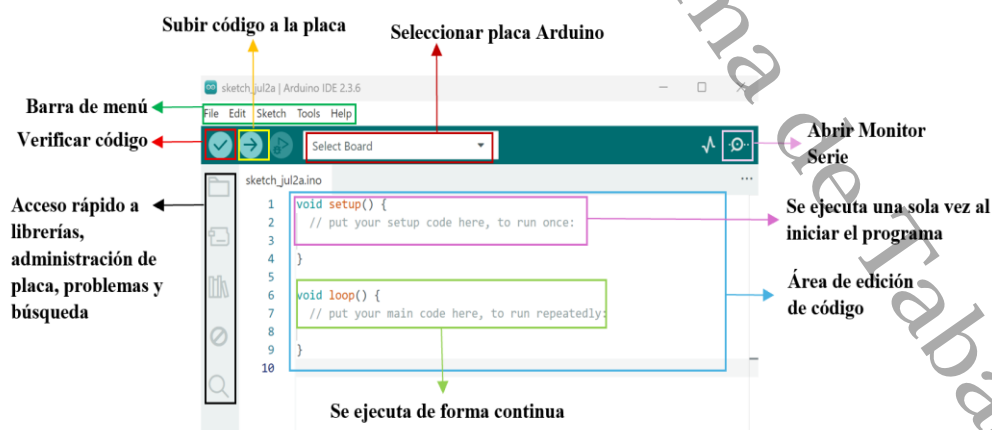 Subir código a la placa
Seleccionar placa Arduino
sketch_jul2a | Arduino IDE 2.3.6
Barra de menú
File Edit Sketch Tools Help
Verificar código
Select Board
Abrir Monitor
Serie
sketch_jul2a.ino
Acceso rápido a
librerías,
administración de
placa, problemas y
búsqueda
1 void setup() {
2 // put your setup code here, to run once:
3
4 }
5
6 void loop() {
7 // put your main code here, to run repeatedly:
8
9 }
10
Se ejecuta una sola vez al
iniciar el programa
Área de edición
de código
Se ejecuta de forma continua
na de Taba